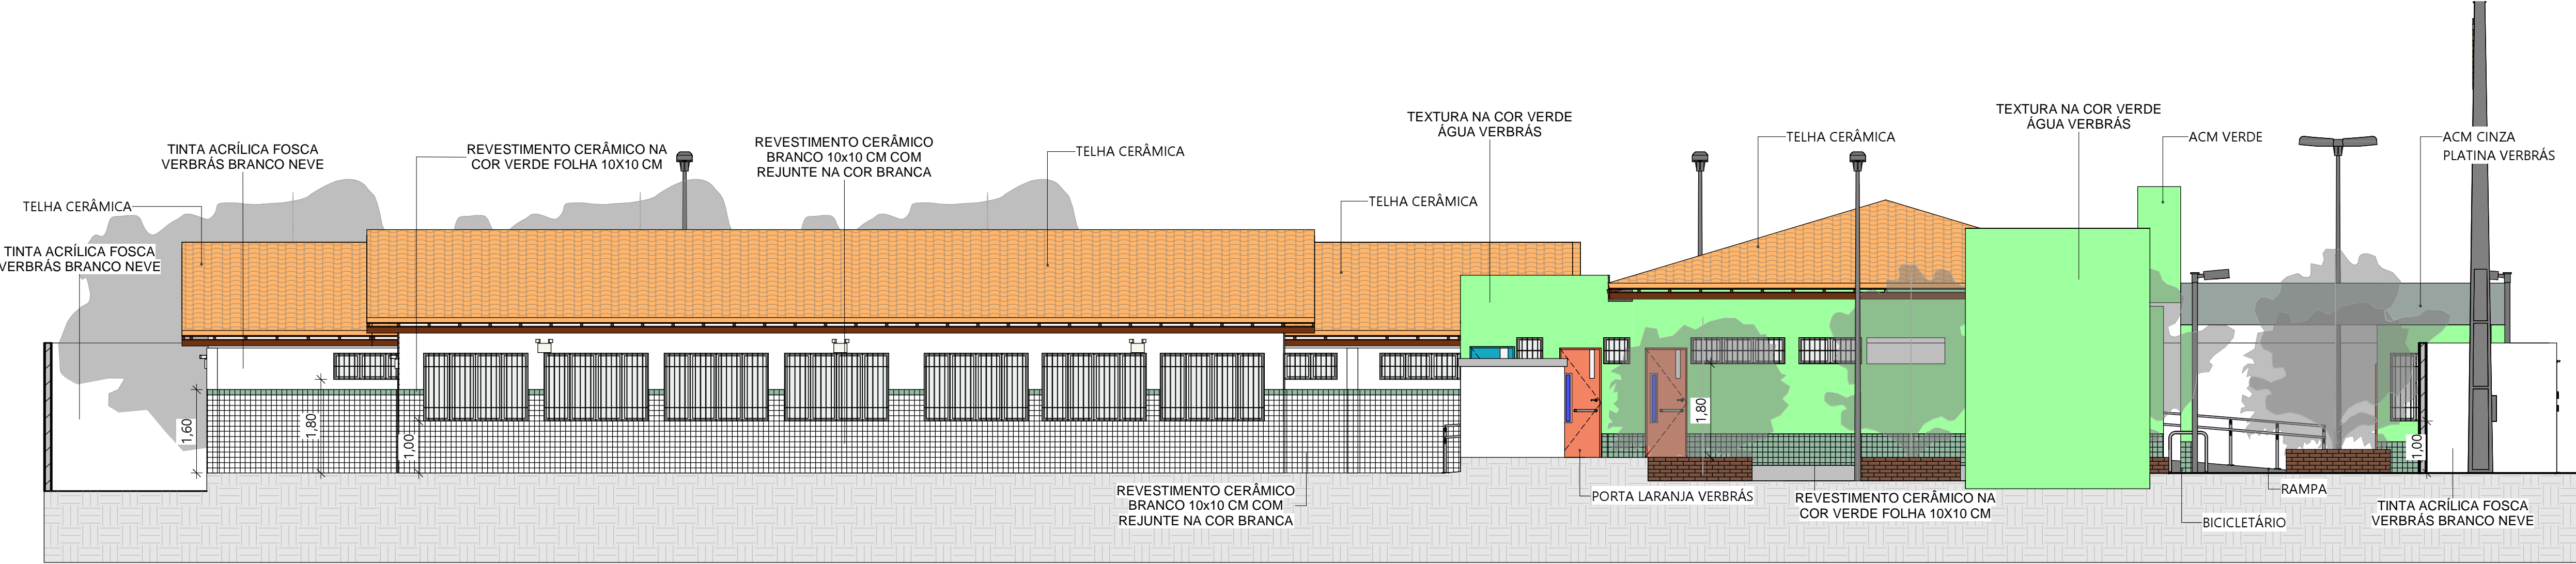 TELHA CERÂMICA
TINTA ACRÍLICA FOSCA
VERBRÁS BRANCO NEVE
TINTA ACRÍLICA FOSCA
VERBRÁS BRANCO NEVE
REVESTIMENTO CERÂMICO NA
COR VERDE FOLHA 10X10 CM
REVESTIMENTO CERÂMICO
BRANCO 10x10 CM COM
REJUNTE NA COR BRANCA
TELHA CERÂMICA
TELHA CERÂMICA
TEXTURA NA COR VERDE
ÁGUA VERBRÁS
TELHA CERÂMICA
TEXTURA NA COR VERDE
ÁGUA VERBRÁS
ACM VERDE
ACM CINZA
PLATINA VERBRÁS
1,60
1,80
1,00
1,80
1,00
REVESTIMENTO CERÂMICO
BRANCO 10x10 CM COM
REJUNTE NA COR BRANCA
PORTA LARANJA VERBRÁS
REVESTIMENTO CERÂMICO NA
COR VERDE FOLHA 10X10 CM
RAMPA
BICICLETÁRIO
TINTA ACRÍLICA FOSCA
VERBRÁS BRANCO NEVE